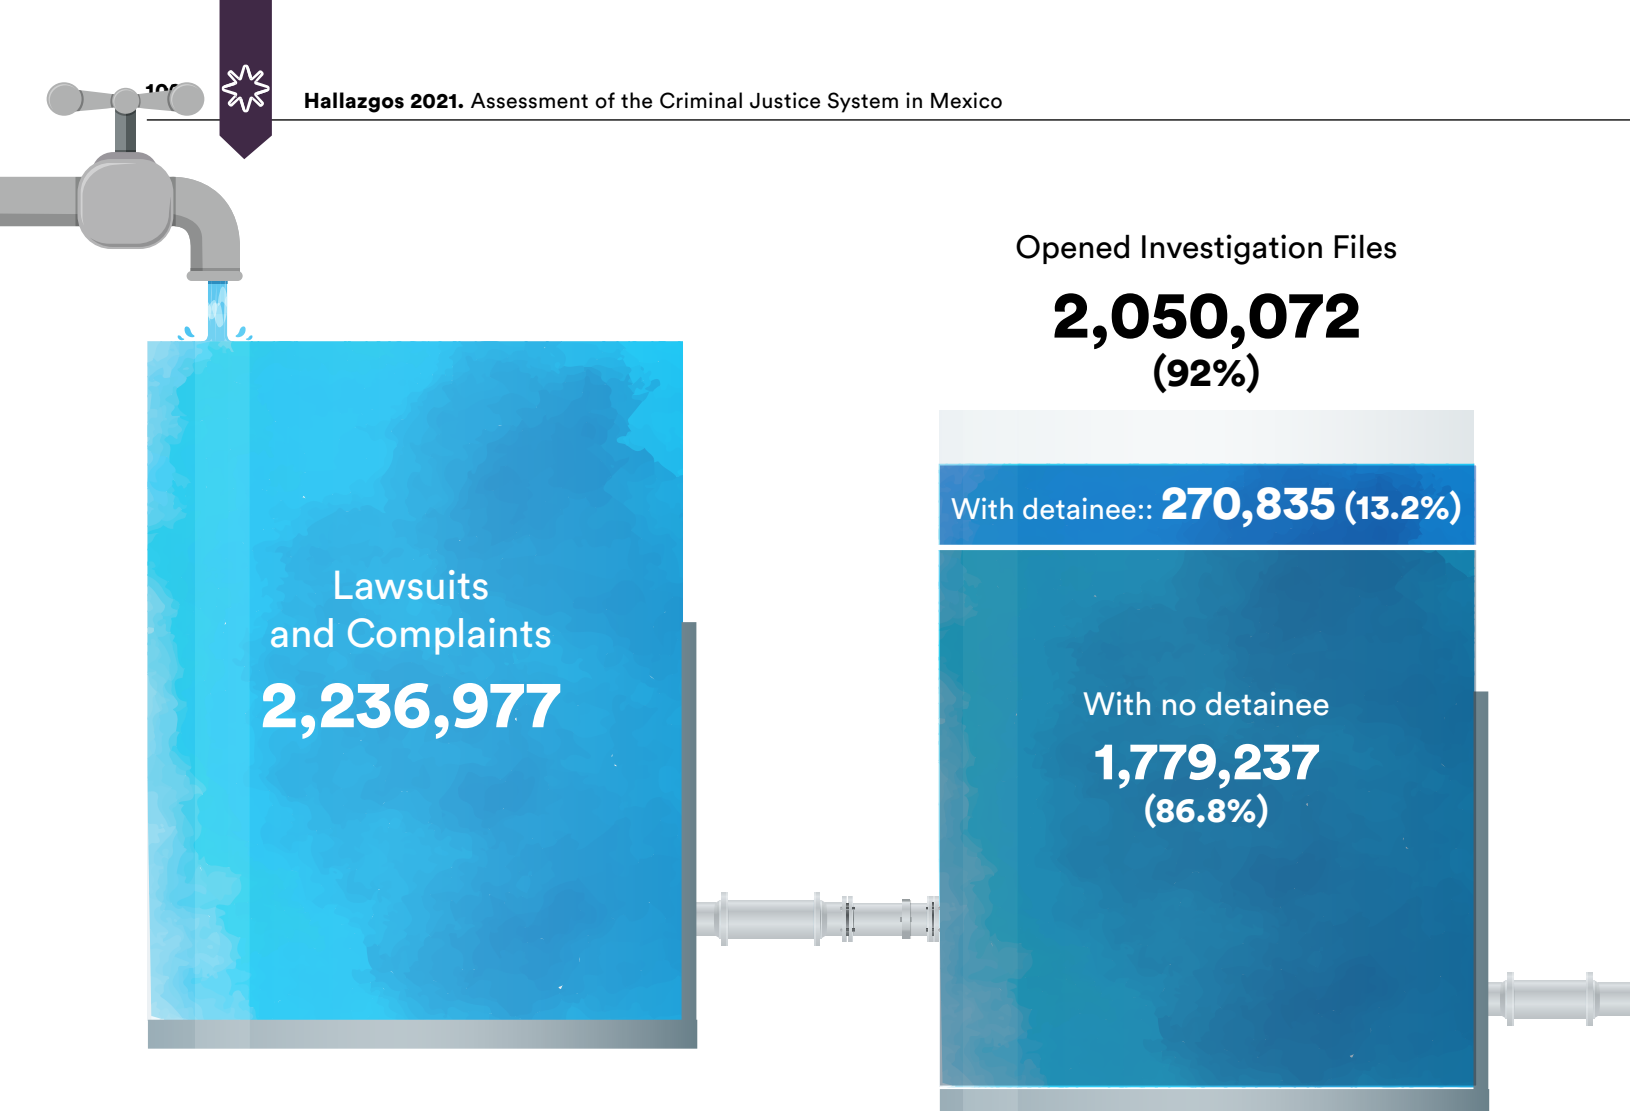 Hallazgos 2021. Assessment of the Criminal Justice System in Mexico
Opened Investigation Files
2,050,072
(92%)
With detainee:: 270,835 (13.2%)
Lawsuits
and Complaints
2,236,977
With no detainee
1,779,237
(86.8%)